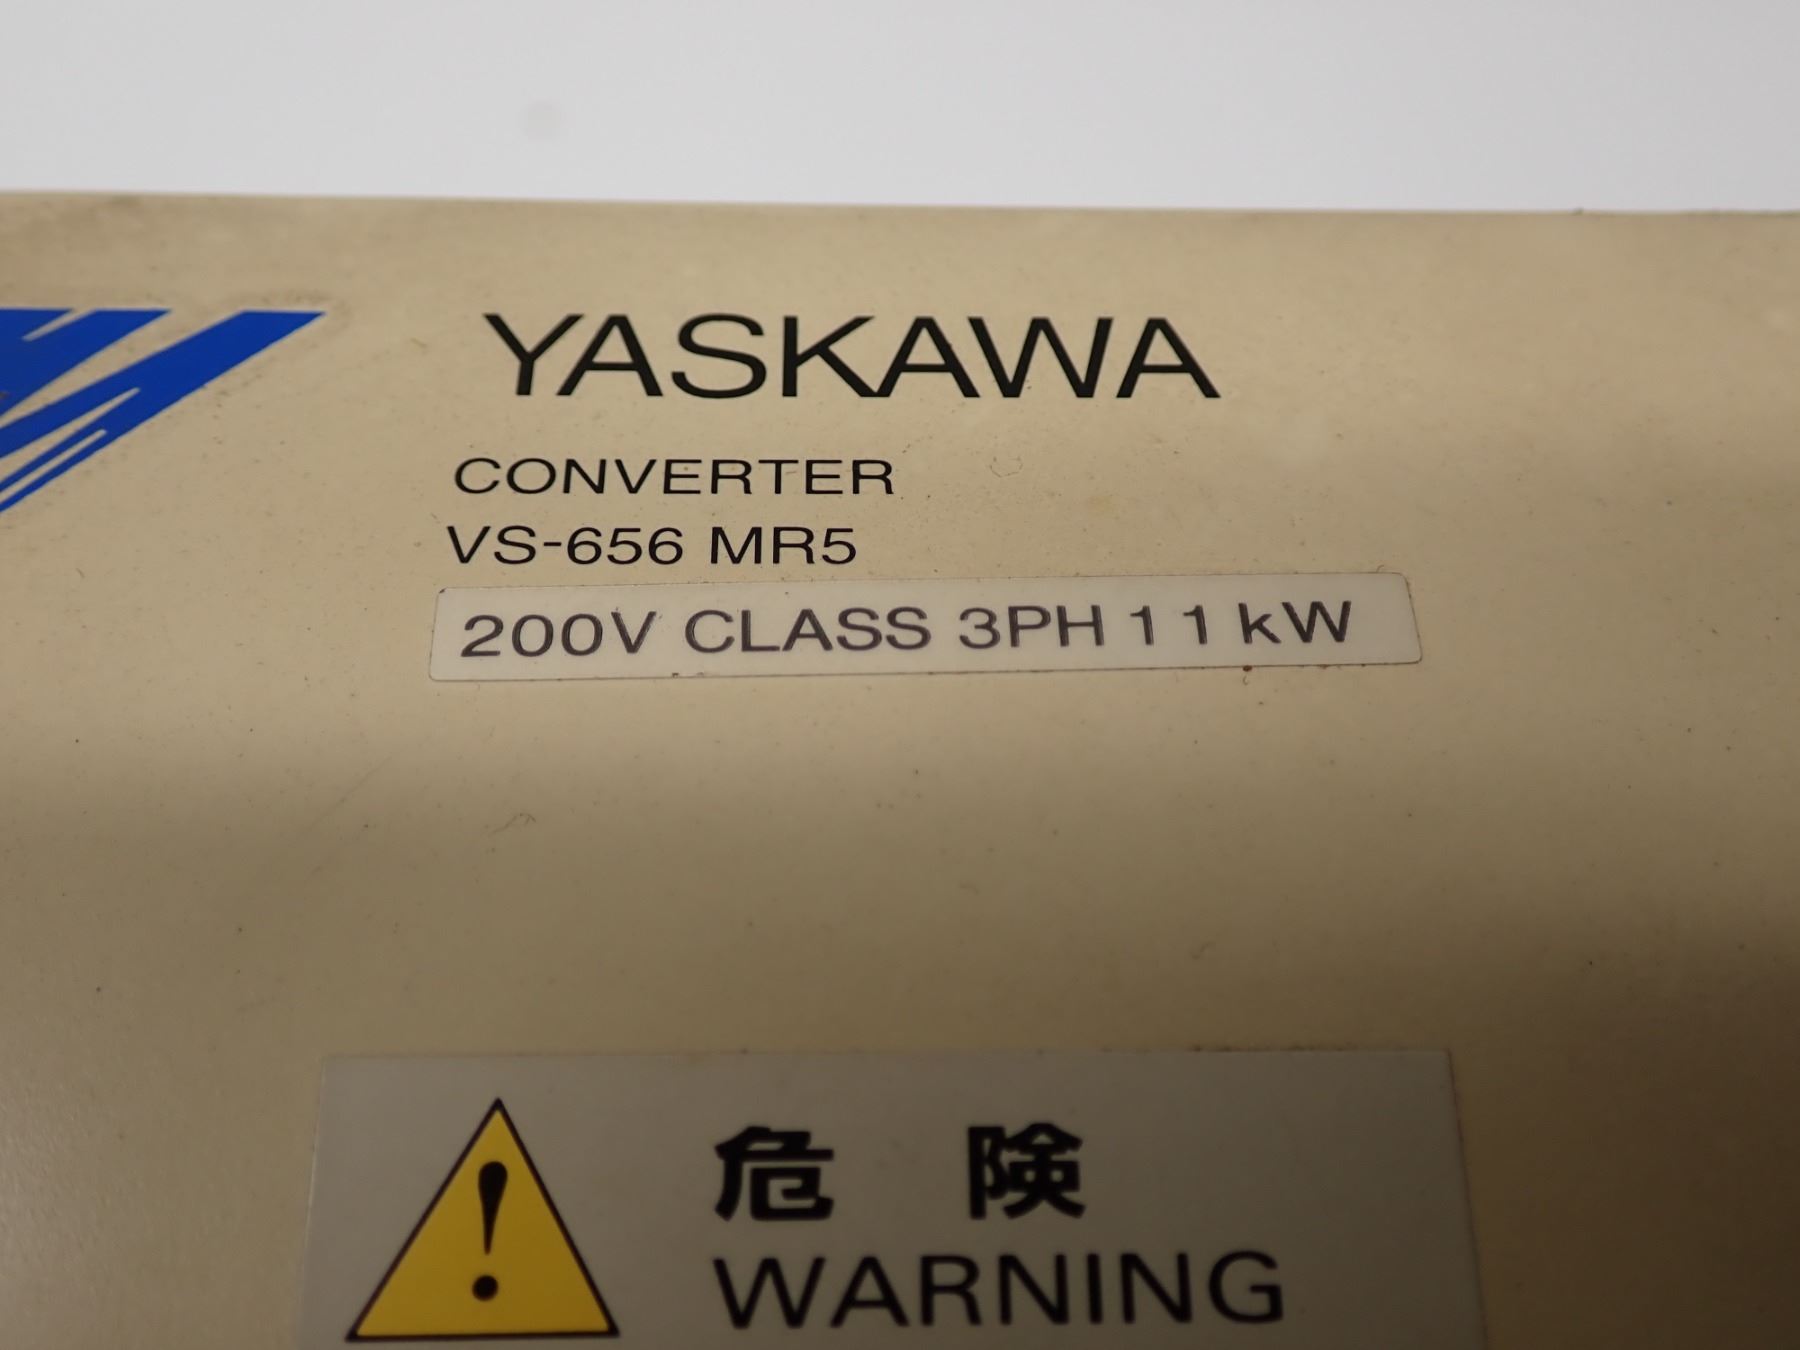 YASKAWA
CONVERTER
VS-656 MR5
200V CLASS 3PH 11kW
危険
WARNING